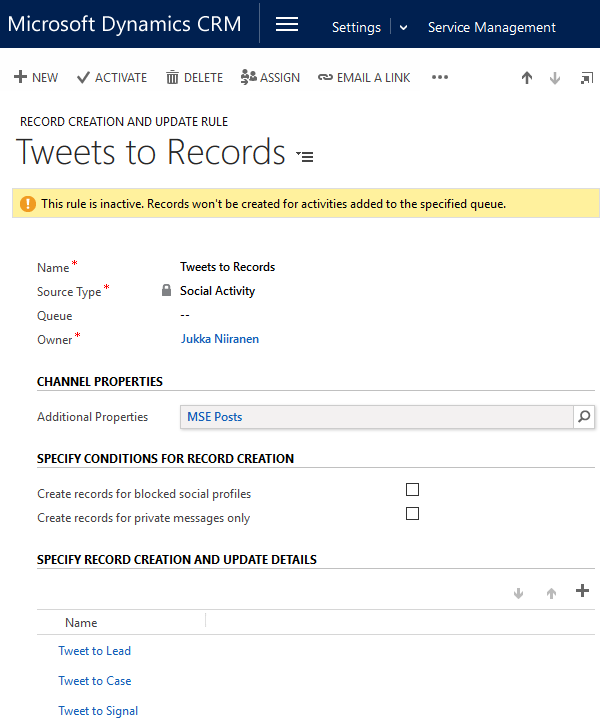 Microsoft Dynamics CRM Settings Service Management
NEW ACTIVATE DELETE ASSIGN EMAIL A LINK •••
RECORD CREATION AND UPDATE RULE
Tweets to Records
This rule is inactive. Records won't be created for activities added to the specified queue.
Name * Tweets to Records
Source Type * Social Activity
Queue --
Owner * Jukka Niiranen
CHANNEL PROPERTIES
Additional Properties MSE Posts
SPECIFY CONDITIONS FOR RECORD CREATION
Create records for blocked social profiles
Create records for private messages only
SPECIFY RECORD CREATION AND UPDATE DETAILS
Name
Tweet to Lead
Tweet to Case
Tweet to Signal